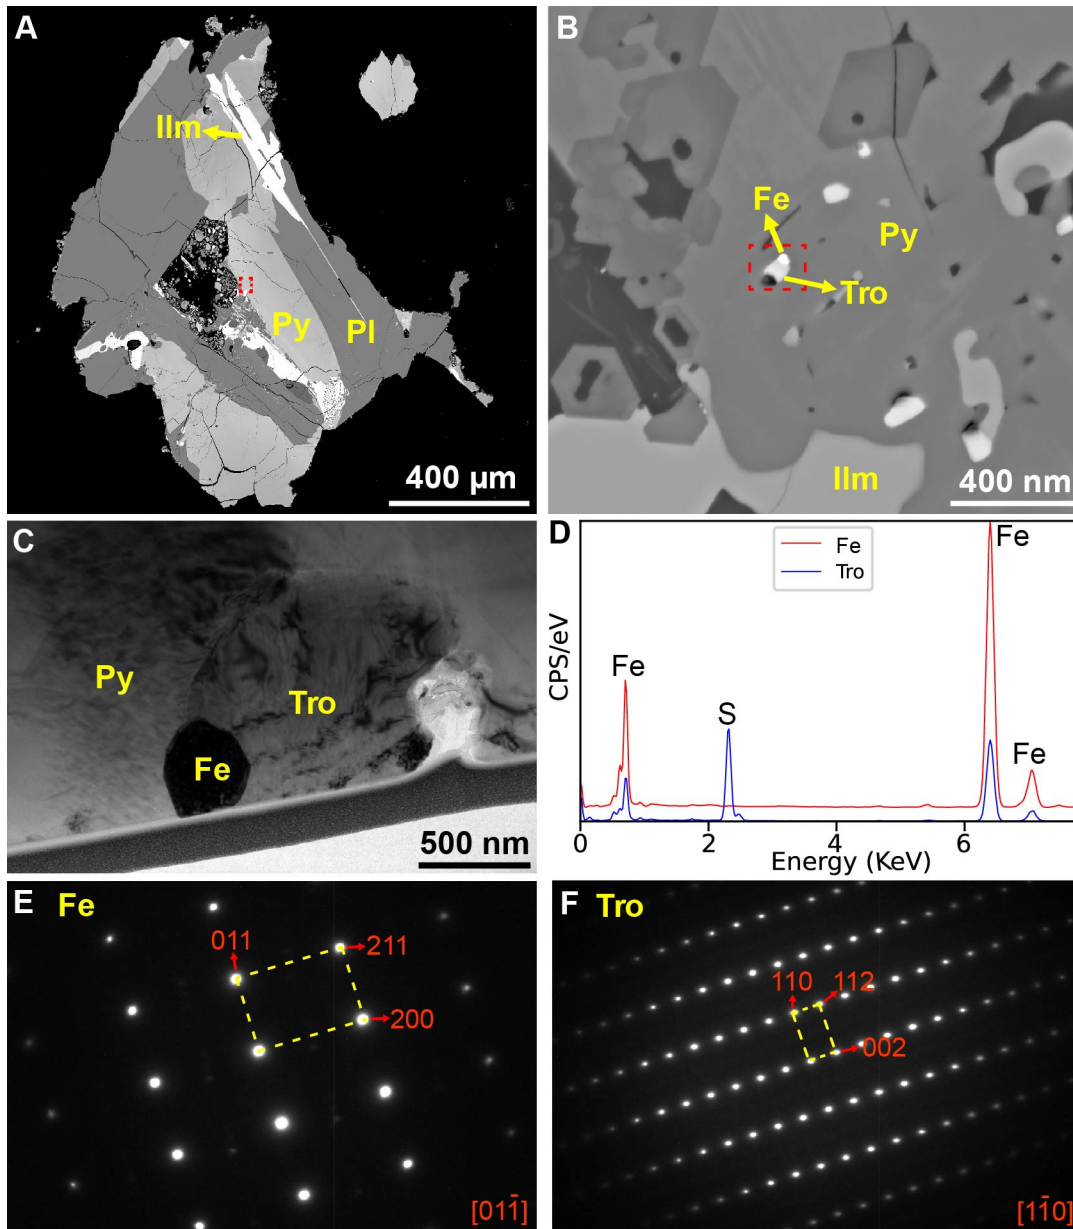 A
Ilm
Py
Pl
400 µm
B
Fe
Py
Tro
Ilm
400 nm
C
Py
Tro
Fe
500 nm
D
Fe
Tro
Fe
Fe
S
Fe
CPS/eV
0 2 4 6
Energy (KeV)
E Fe
011
211
200
[011̄]
F Tro
110 112
002
[11̄0]